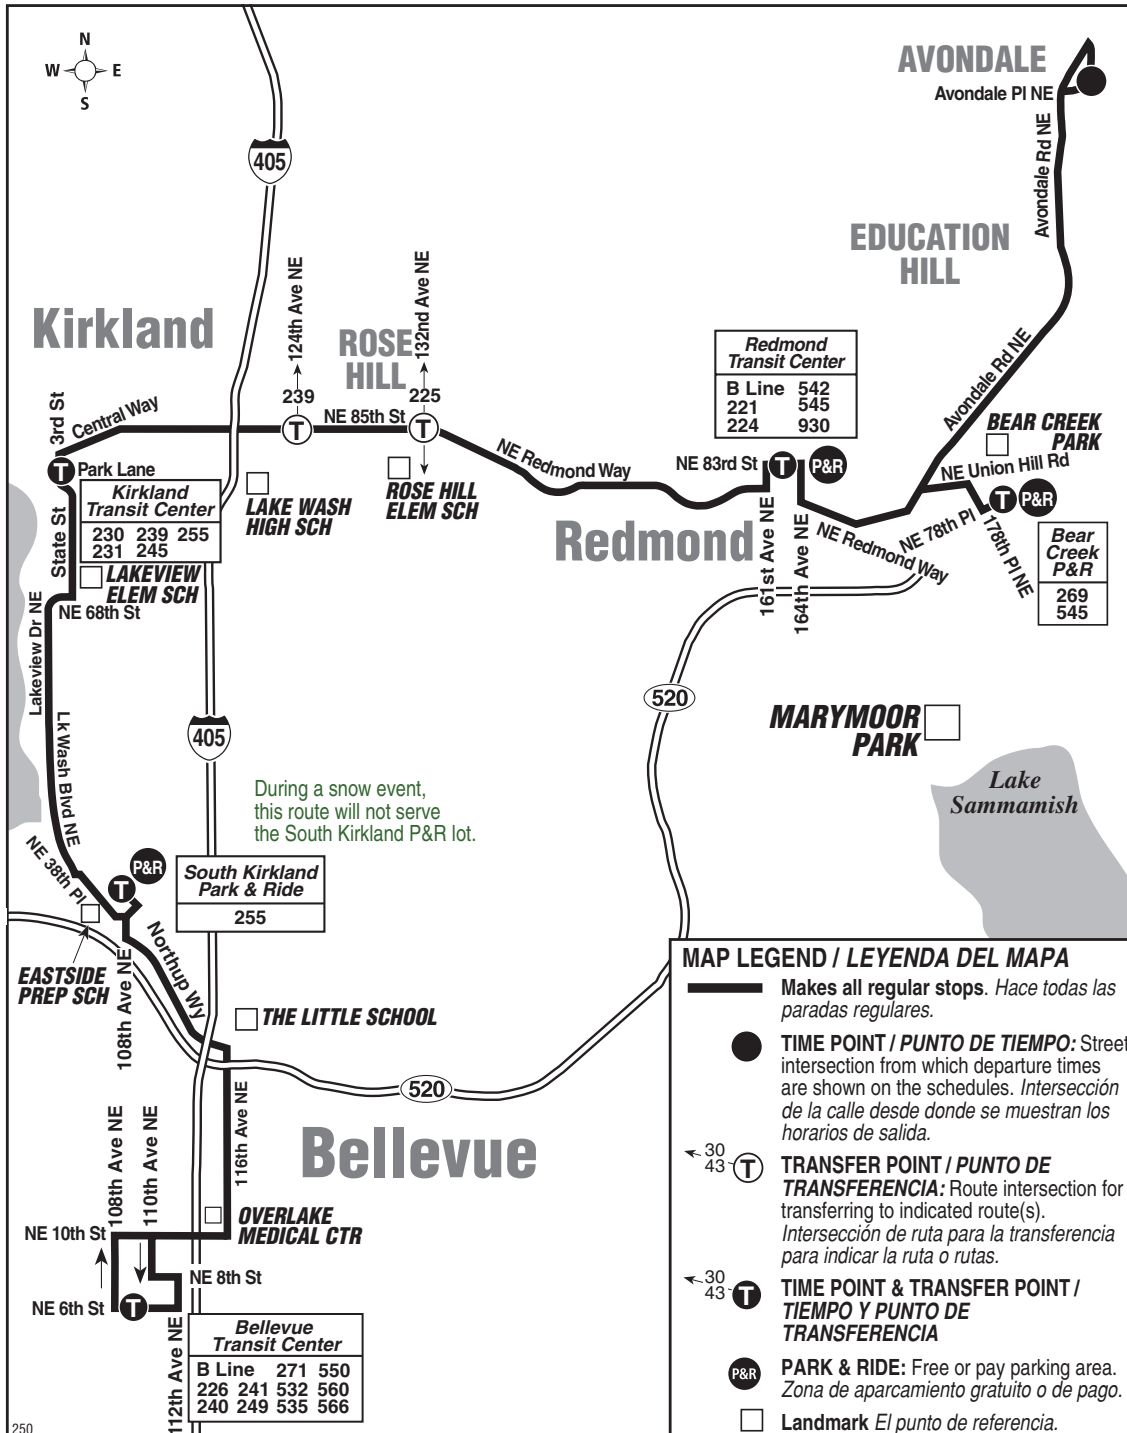 N
W E
S
AVONDALE
Avondale Pl NE
Avondale Rd NE
405
EDUCATION
HILL
124th Ave NE
132nd Ave NE
Kirkland
ROSE
HILL
239
225
Redmond
Transit Center
B Line 542
221 545
224 930
Avondale Rd NE
3rd St
Central Way
NE 85th St
T
T
BEAR CREEK
PARK
NE Redmond Way
NE 83rd St
T
P&R
NE Union Hill Rd
T
Park Lane
Kirkland
Transit Center
230 239 255
231 245
LAKE WASH
HIGH SCH
ROSE HILL
ELEM SCH
T
P&R
State St
Redmond
161st Ave NE
164th Ave NE
NE Redmond Way
NE 78th Pl
178th Pl NE
Bear
Creek
P&R
269
545
LAKEVIEW
ELEM SCH
NE 68th St
Lakeview Dr NE
520
Lk Wash Blvd NE
405
MARYMOOR
PARK
Lake
Sammamish
During a snow event,
this route will not serve
the South Kirkland P&R lot.
NE 38th Pl
P&R
T
South Kirkland
Park & Ride
255
EASTSIDE
PREP SCH
108th Ave NE
Northup Wy
THE LITTLE SCHOOL
520
Bellevue
108th Ave NE
110th Ave NE
116th Ave NE
OVERLAKE
MEDICAL CTR
NE 10th St
NE 8th St
NE 6th St
T
112th Ave NE
Bellevue
Transit Center
B Line 271 550
226 241 532 560
240 249 535 566
250
MAP LEGEND / LEYENDA DEL MAPA
Makes all regular stops. Hace todas las
paradas regulares.
TIME POINT / PUNTO DE TIEMPO: Street
intersection from which departure times
are shown on the schedules. Intersección
de la calle desde donde se muestran los
horarios de salida.
30
43
T
TRANSFER POINT / PUNTO DE
TRANSFERENCIA: Route intersection for
transferring to indicated route(s).
Intersección de ruta para la transferencia
para indicar la ruta o rutas.
30
43
T
TIME POINT & TRANSFER POINT /
TIEMPO Y PUNTO DE
TRANSFERENCIA
P&R
PARK & RIDE: Free or pay parking area.
Zona de aparcamiento gratuito o de pago.
Landmark El punto de referencia.